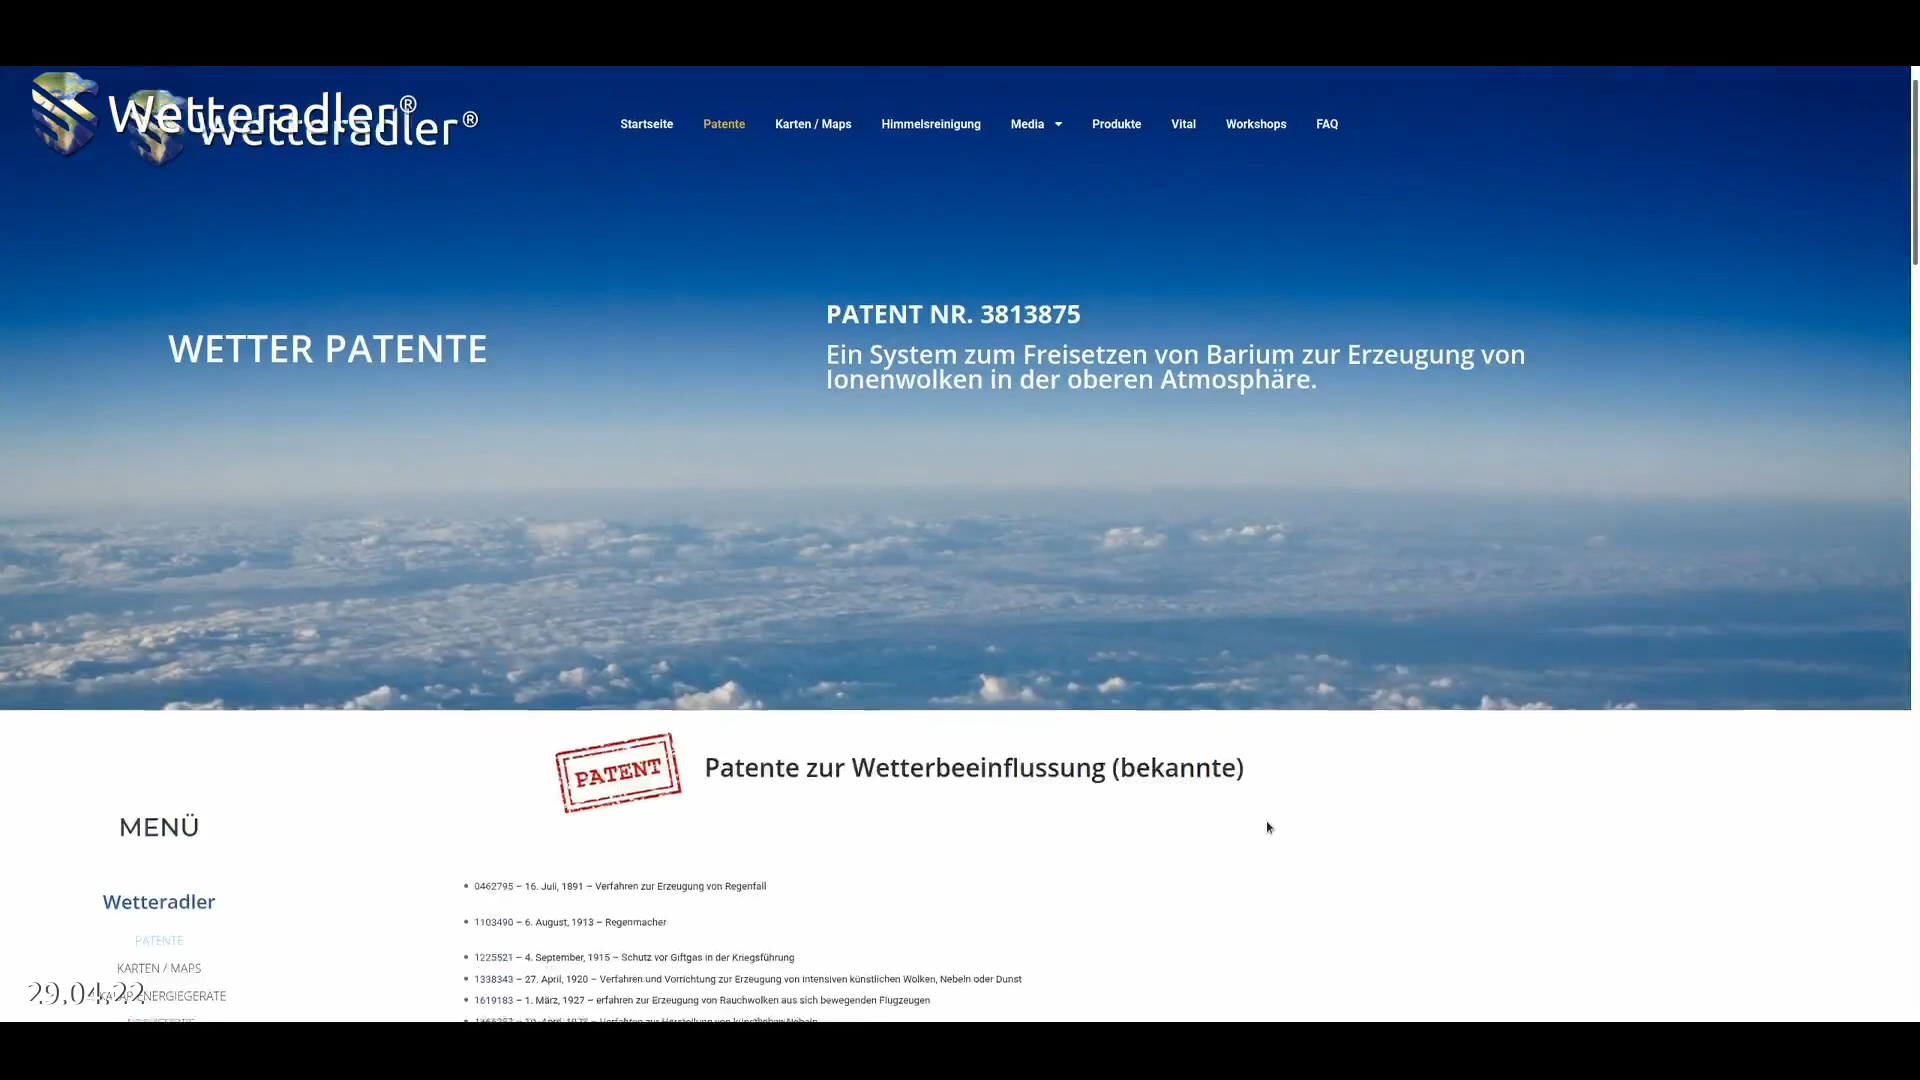 Wetteradler®
Wetteradler®
Startseite Patente Karten / Maps Himmelsreinigung Media Produkte Vital Workshops FAQ
WETTER PATENTE
PATENT NR. 3813875
Ein System zum Freisetzen von Barium zur Erzeugung von
Ionenwolken in der oberen Atmosphäre.
PATENT
Patente zur Wetterbeeinflussung (bekannte)
MENÜ
Wetteradler
PATENTE
KARTEN / MAPS
ENERGIEGERÄTE
29.04.22
0462795 – 16. Juli, 1891 – Verfahren zur Erzeugung von Regenfall
1103490 – 6. August, 1913 – Regenmacher
1225521 – 4. September, 1915 – Schutz vor Giftgas in der Kriegsführung
1338343 – 27. April, 1920 – Verfahren und Vorrichtung zur Erzeugung von intensiven künstlichen Wolken, Nebeln oder Dunst
1619183 – 1. März, 1927 – erfahren zur Erzeugung von Rauchwolken aus sich bewegenden Flugzeugen